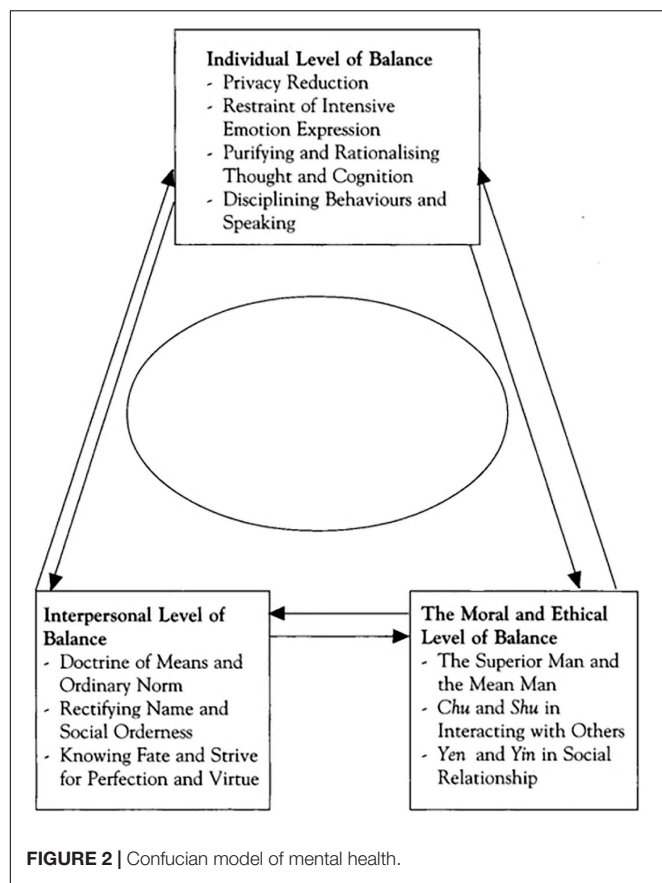 Individual Level of Balance
- Privacy Reduction
- Restraint of Intensive
Emotion Expression
- Purifying and Rationalising
Thought and Cognition
- Disciplining Behaviours and
Speaking
Interpersonal Level of
Balance
- Doctrine of Means and
Ordinary Norm
- Rectifying Name and
Social Orderness
- Knowing Fate and Strive
for Perfection and Virtue
The Moral and Ethical
Level of Balance
- The Superior Man and
the Mean Man
- Chu and Shu in
Interacting with Others
- Yen and Yin in Social
Relationship
FIGURE 2 | Confucian model of mental health.